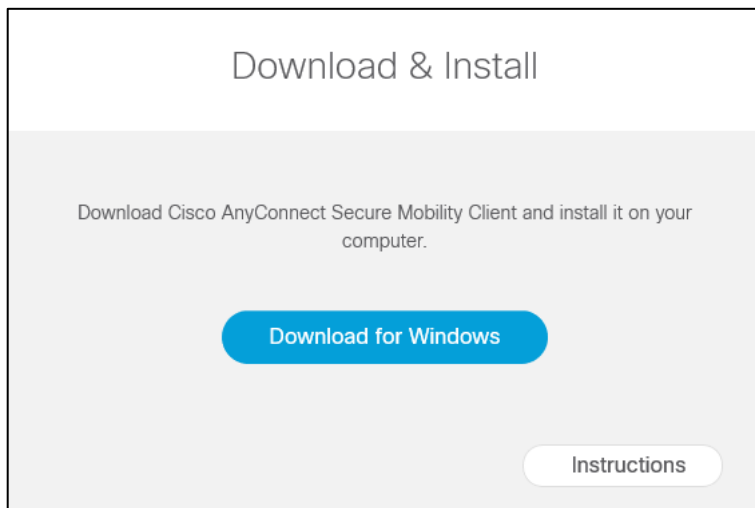 Download & Install
Download Cisco AnyConnect Secure Mobility Client and install it on your
computer.
Download for Windows
Instructions